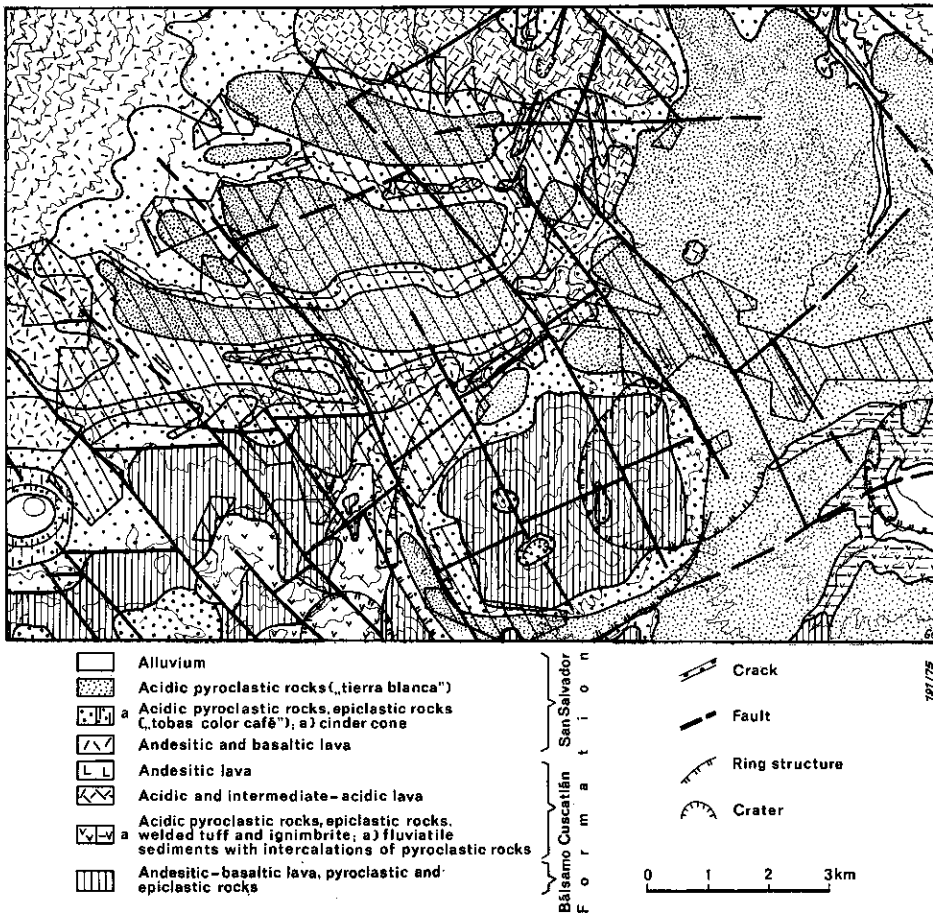 Alluvium
Acidic pyroclastic rocks („tierra blanca")
a Acidic pyroclastic rocks, epiclastic rocks
(„tobas color café"); a) cinder cone
Andesitic and basaltic lava
Andesitic lava
Acidic and intermediate-acidic lava
Acidic pyroclastic rocks, epiclastic rocks,
a welded tuff and ignimbrite; a) fluviatile
sediments with intercalations of pyroclastic rocks
Andesitic-basaltic lava, pyroclastic and
epiclastic rocks
San Salvador
Cuscatlán
Bálsamo
Formation
Crack
Fault
Ring structure
Crater
0 1 2 3 km